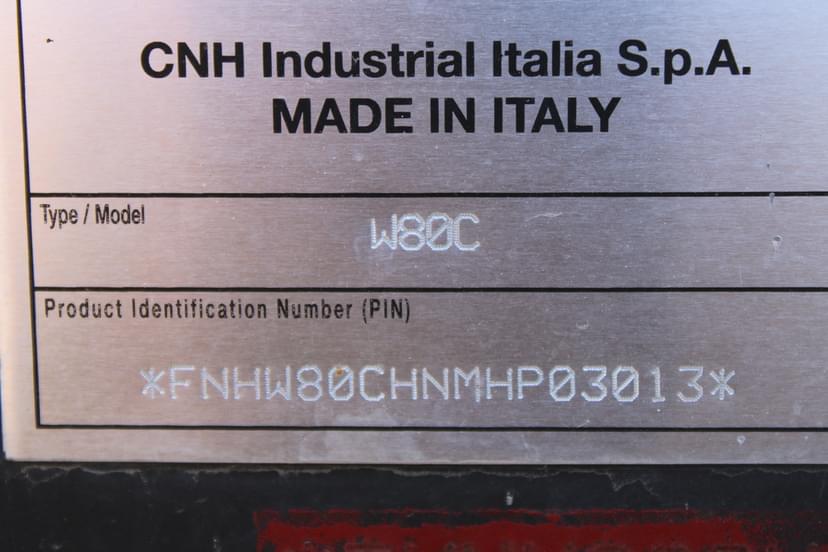 CNH Industrial Italia S.p.A.
MADE IN ITALY
Type / Model
W80C
Product Identification Number (PIN)
*FNHW80CHNMHP03013*